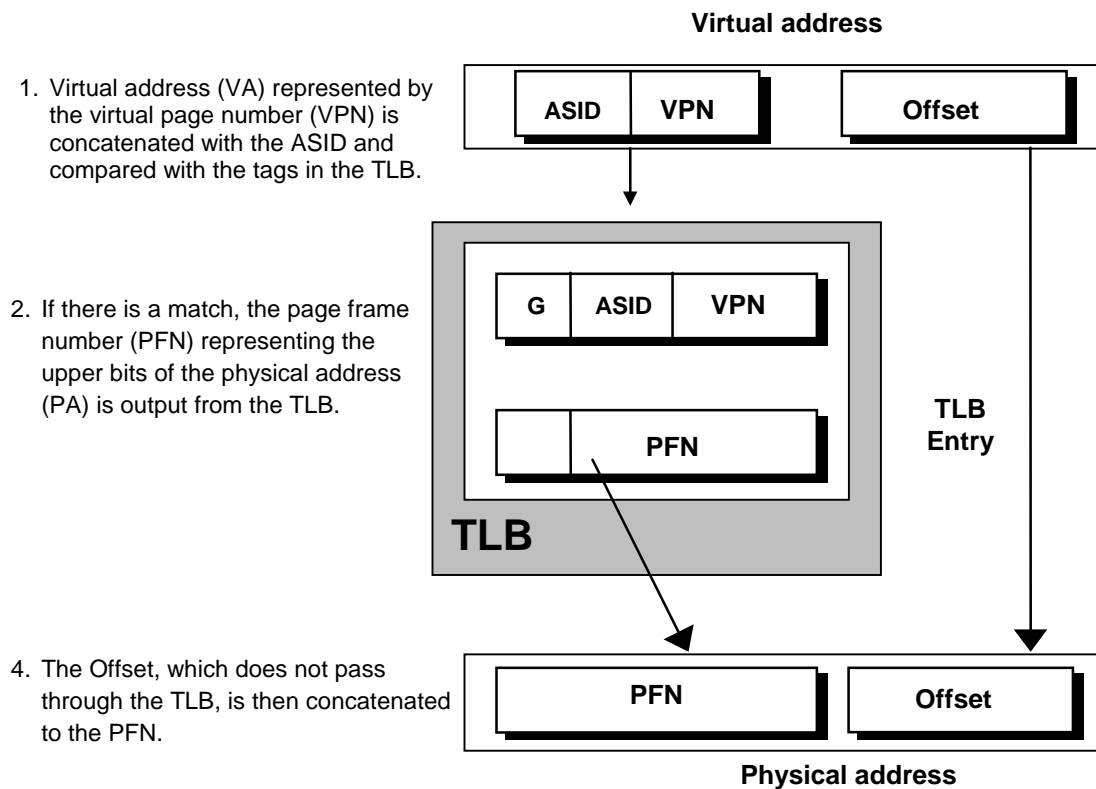 Virtual address
1. Virtual address (VA) represented by
the virtual page number (VPN) is
concatenated with the ASID and
compared with the tags in the TLB.
ASID VPN Offset
2. If there is a match, the page frame
number (PFN) representing the
upper bits of the physical address
(PA) is output from the TLB.
G ASID VPN
PFN
TLB
Entry
TLB
4. The Offset, which does not pass
through the TLB, is then concatenated
to the PFN.
PFN Offset
Physical address